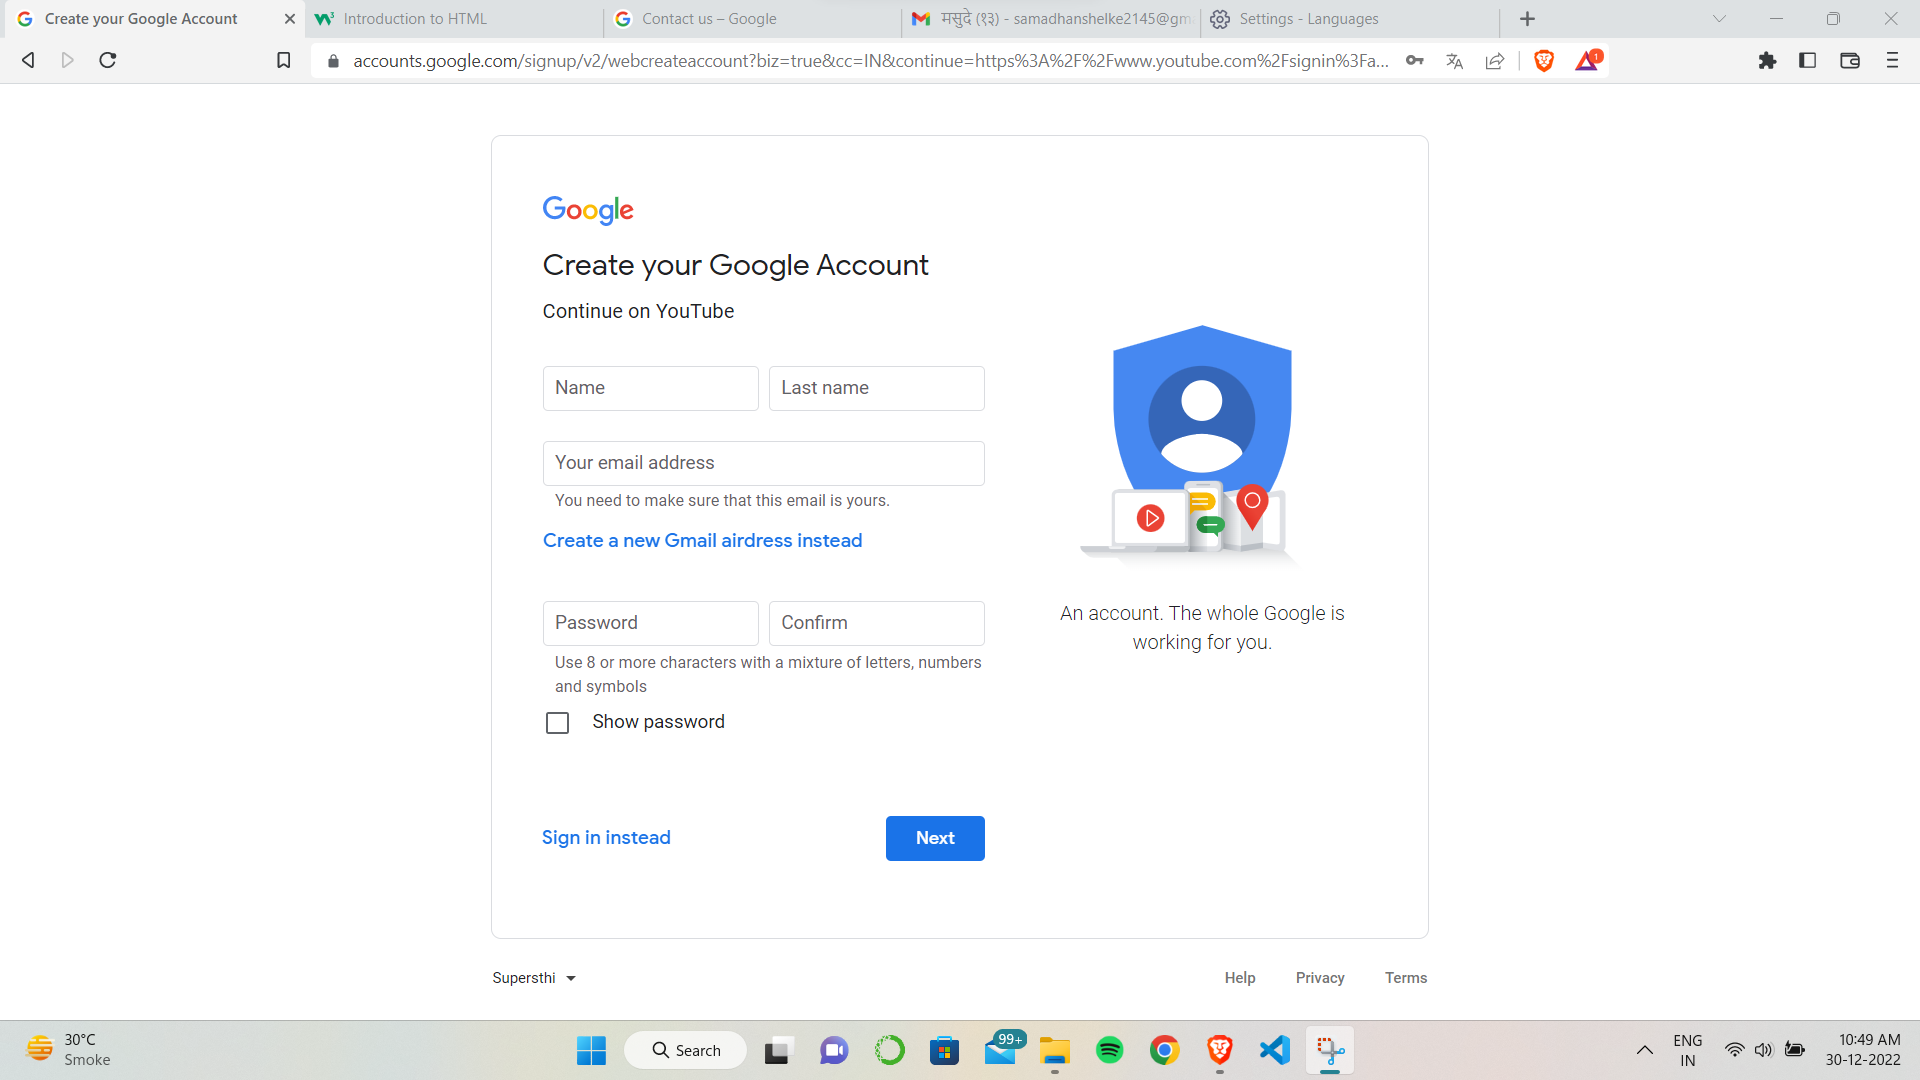 Create your Google Account
Introduction to HTML
Contact us – Google
मसुदे (१३) - samadhanshelke2145@gm
Settings - Languages
accounts.google.com/signup/v2/webcreateaccount?biz=true&cc=IN&continue=https%3A%2F%2Fwww.youtube.com%2Fsignin%3Fa...
1
Google
Create your Google Account
Continue on YouTube
Name
Last name
Your email address
You need to make sure that this email is yours.
Create a new Gmail airdress instead
Password
Confirm
Use 8 or more characters with a mixture of letters, numbers
and symbols
Show password
Sign in instead
Next
An account. The whole Google is
working for you.
Supersthi
Help
Privacy
Terms
30°C
Smoke
Search
99+
ENG
IN
10:49 AM
30-12-2022